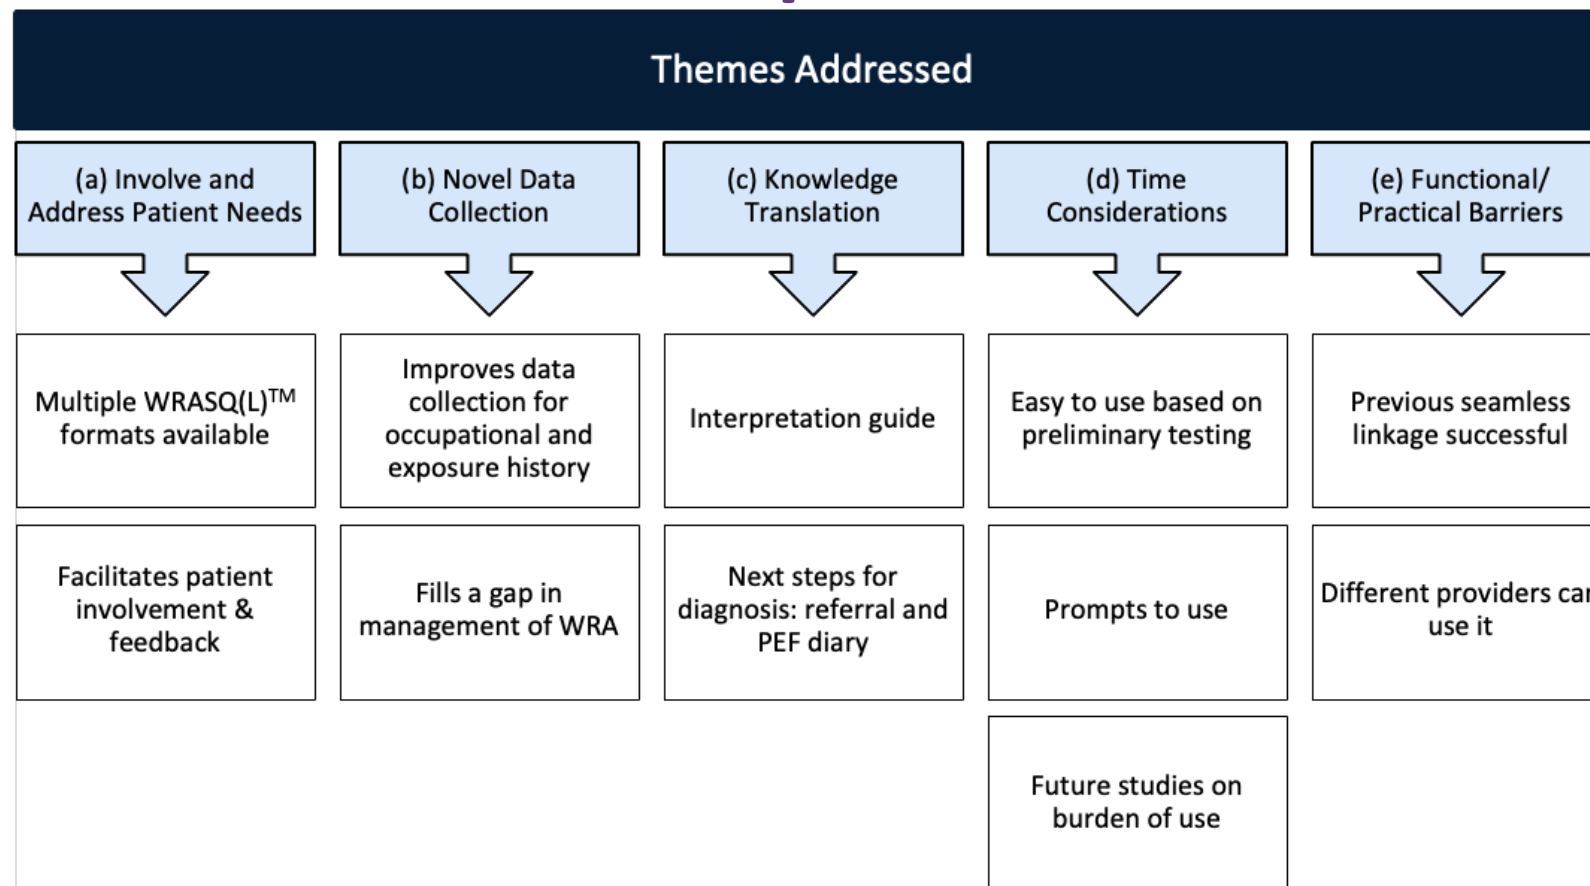 Themes Addressed
(a) Involve and
Address Patient Needs
(b) Novel Data
Collection
(c) Knowledge
Translation
(d) Time
Considerations
(e) Functional/
Practical Barriers
Multiple WRASQ(L)™
formats available
Improves data
collection for
occupational and
exposure history
Interpretation guide
Easy to use based on
preliminary testing
Previous seamless
linkage successful
Facilitates patient
involvement &
feedback
Fills a gap in
management of WRA
Next steps for
diagnosis: referral and
PEF diary
Prompts to use
Different providers can
use it
Future studies on
burden of use